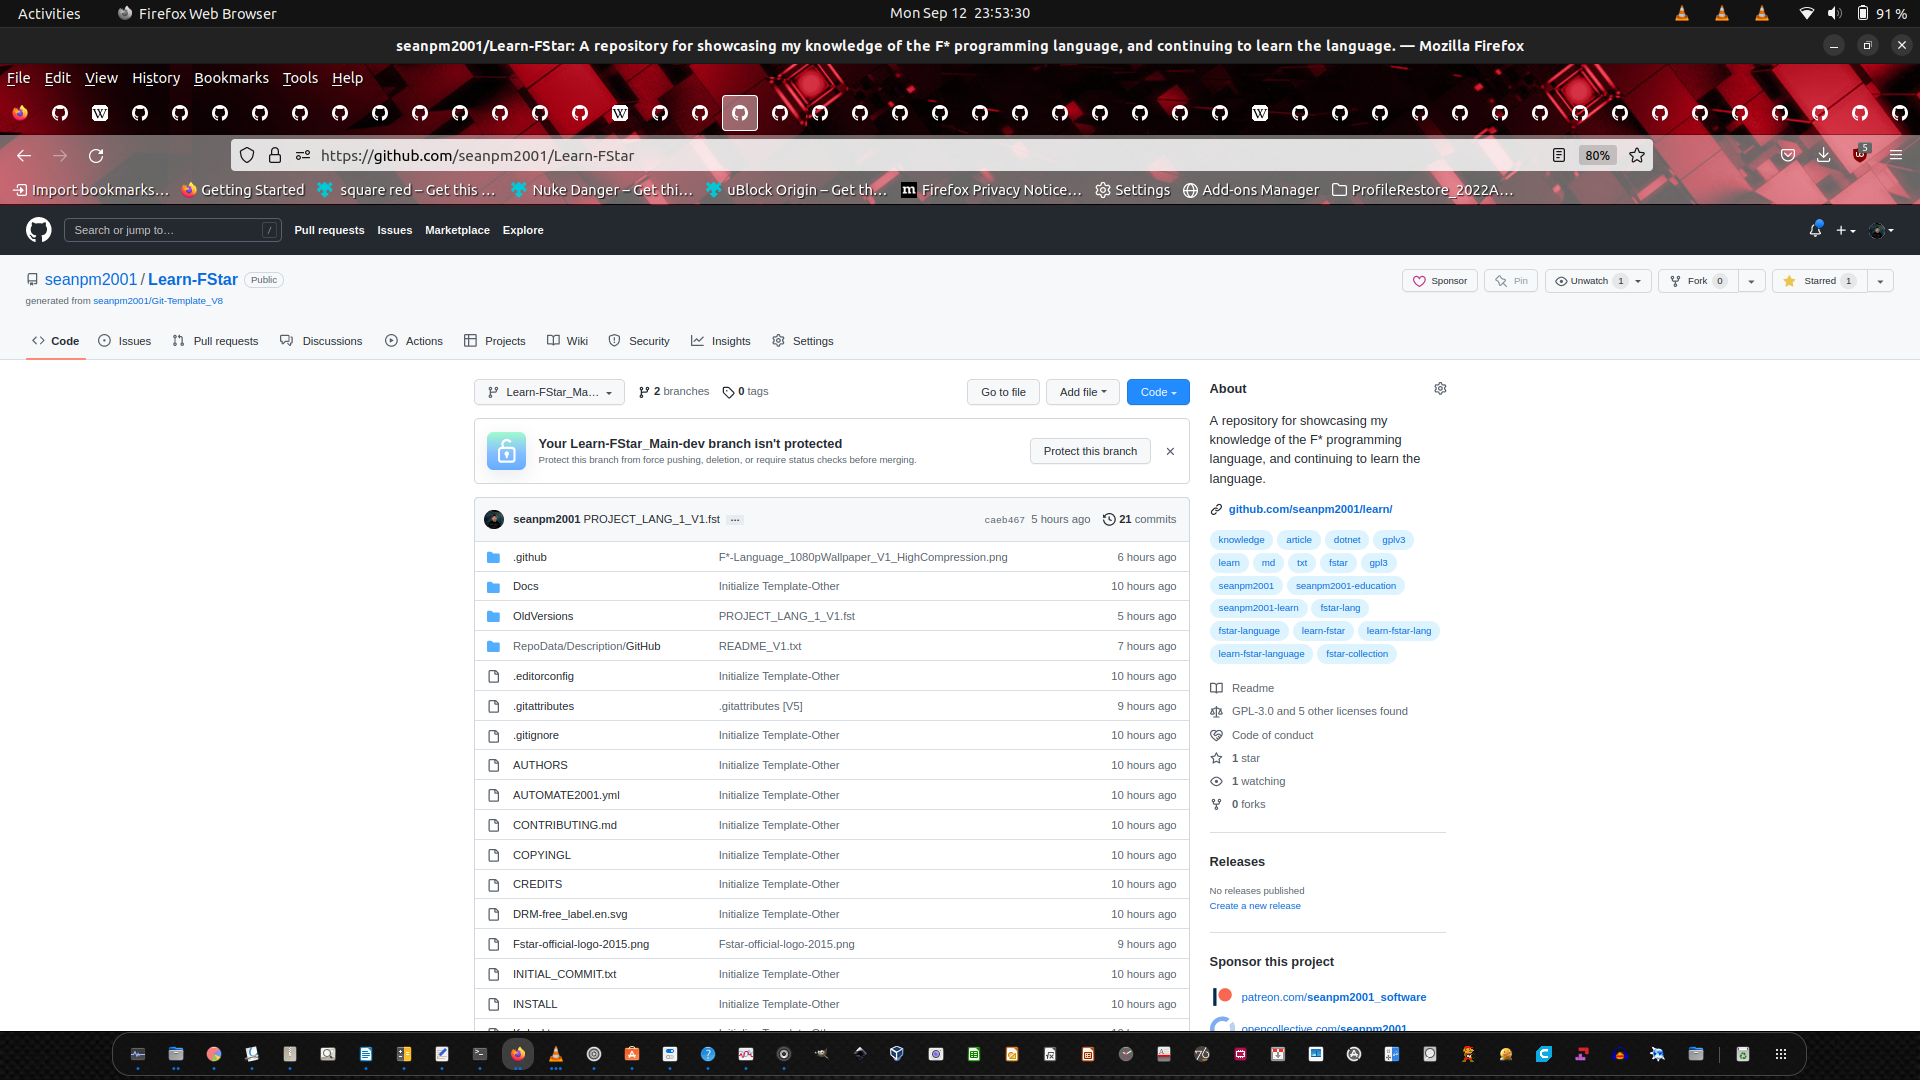 Activities Firefox Web Browser Mon Sep 12 23:53:30 91 %
seanpm2001/Learn-FStar: A repository for showcasing my knowledge of the F* programming language, and continuing to learn the language. — Mozilla Firefox
File Edit View History Bookmarks Tools Help
https://github.com/seanpm2001/Learn-FStar 80% 5
Import bookmarks… Getting Started square red – Get this … Nuke Danger – Get thi… uBlock Origin – Get th… Firefox Privacy Notice… Settings Add-ons Manager ProfileRestore_2022A…
Search or jump to… / Pull requests Issues Marketplace Explore
seanpm2001 / Learn-FStar Public Sponsor Pin Unwatch 1 Fork 0 Starred 1
generated from seanpm2001/Git-Template_V8
Code Issues Pull requests Discussions Actions Projects Wiki Security Insights Settings
Learn-FStar_Ma… 2 branches 0 tags Go to file Add file Code
Your Learn-FStar_Main-dev branch isn't protected
Protect this branch from force pushing, deletion, or require status checks before merging.
Protect this branch
seanpm2001 PROJECT_LANG_1_V1.fst … caeb467 5 hours ago 21 commits
.github F*-Language_1080pWallpaper_V1_HighCompression.png 6 hours ago
Docs Initialize Template-Other 10 hours ago
OldVersions PROJECT_LANG_1_V1.fst 5 hours ago
RepoData/Description/GitHub README_V1.txt 7 hours ago
.editorconfig Initialize Template-Other 10 hours ago
.gitattributes .gitattributes [V5] 9 hours ago
.gitignore Initialize Template-Other 10 hours ago
AUTHORS Initialize Template-Other 10 hours ago
AUTOMATE2001.yml Initialize Template-Other 10 hours ago
CONTRIBUTING.md Initialize Template-Other 10 hours ago
COPYINGL Initialize Template-Other 10 hours ago
CREDITS Initialize Template-Other 10 hours ago
DRM-free_label.en.svg Initialize Template-Other 10 hours ago
Fstar-official-logo-2015.png Fstar-official-logo-2015.png 9 hours ago
INITIAL_COMMIT.txt Initialize Template-Other 10 hours ago
INSTALL Initialize Template-Other 10 hours ago
About
A repository for showcasing my
knowledge of the F* programming
language, and continuing to learn the
language.
github.com/seanpm2001/learn/
knowledge article dotnet gplv3
learn md txt fstar gpl3
seanpm2001 seanpm2001-education
seanpm2001-learn fstar-lang
fstar-language learn-fstar learn-fstar-lang
learn-fstar-language fstar-collection
Readme
GPL-3.0 and 5 other licenses found
Code of conduct
1 star
1 watching
0 forks
Releases
No releases published
Create a new release
Sponsor this project
patreon.com/seanpm2001_software
opencollective.com/seanpm2001